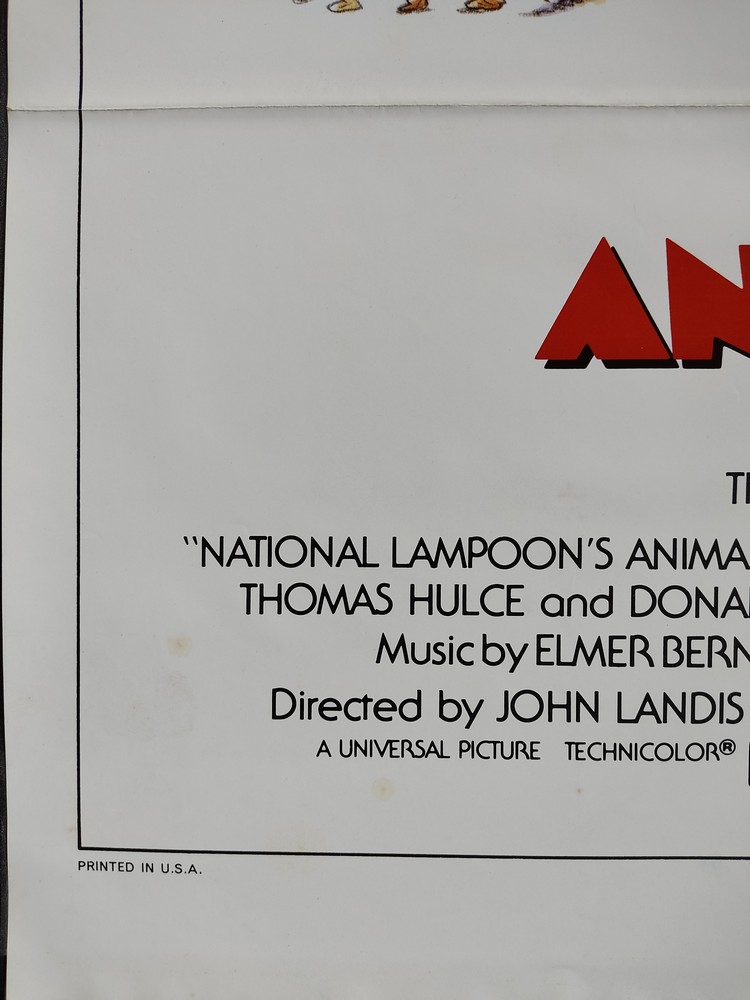 AN
TH
"NATIONAL LAMPOON'S ANIMA
THOMAS HULCE and DONA
Music by ELMER BERN
Directed by JOHN LANDIS
A UNIVERSAL PICTURE TECHNICOLOR®
PRINTED IN U.S.A.